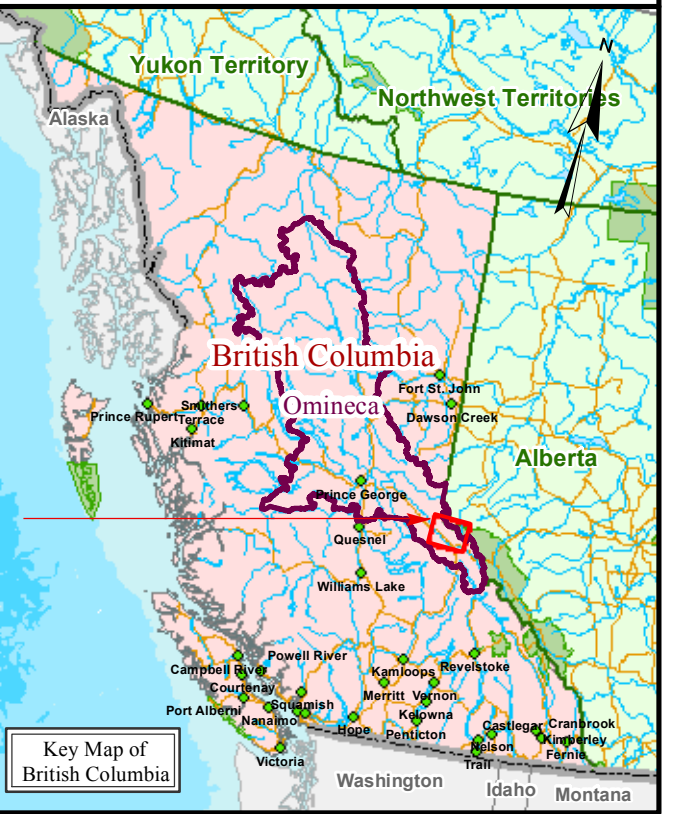 N
Yukon Territory
Northwest Territories
Alaska
British Columbia
Fort St. John
Omineca
Smithers
Prince Rupert
Terrace
Dawson Creek
Kitimat
Alberta
Prince George
Quesnel
Williams Lake
Powell River
Campbell River
Kamloops
Revelstoke
Courtenay
Merritt
Vernon
Squamish
Port Alberni
Nanaimo
Kelowna
Hope
Penticton
Castlegar
Cranbrook
Kimberley
Nelson
Fernie
Trail
Victoria
Key Map of
British Columbia
Washington
Idaho
Montana